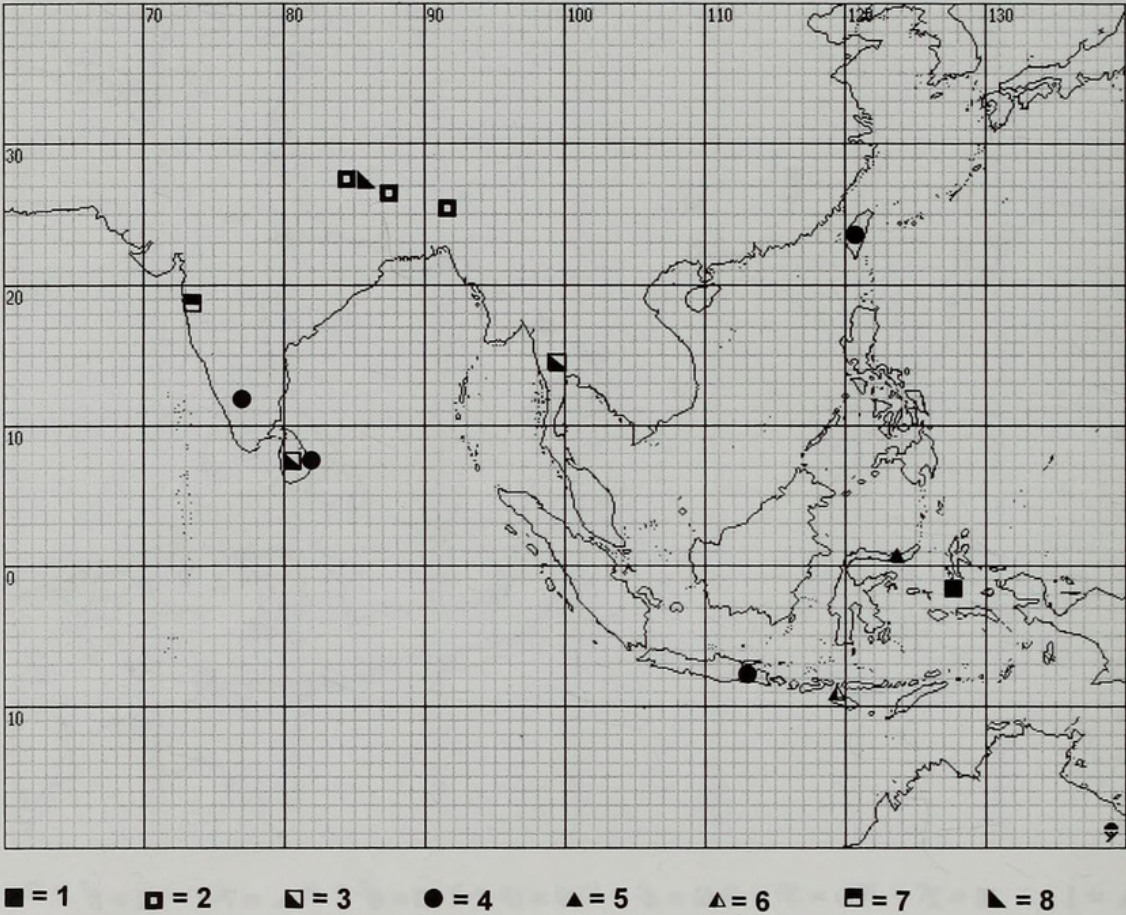 70 80 90 100 110 120 130
30
20
10
0
10
■ = 1 ◘ = 2 ◪ = 3 ● = 4 ▲ = 5 ◮ = 6 ⬒ = 7 ◣ = 8